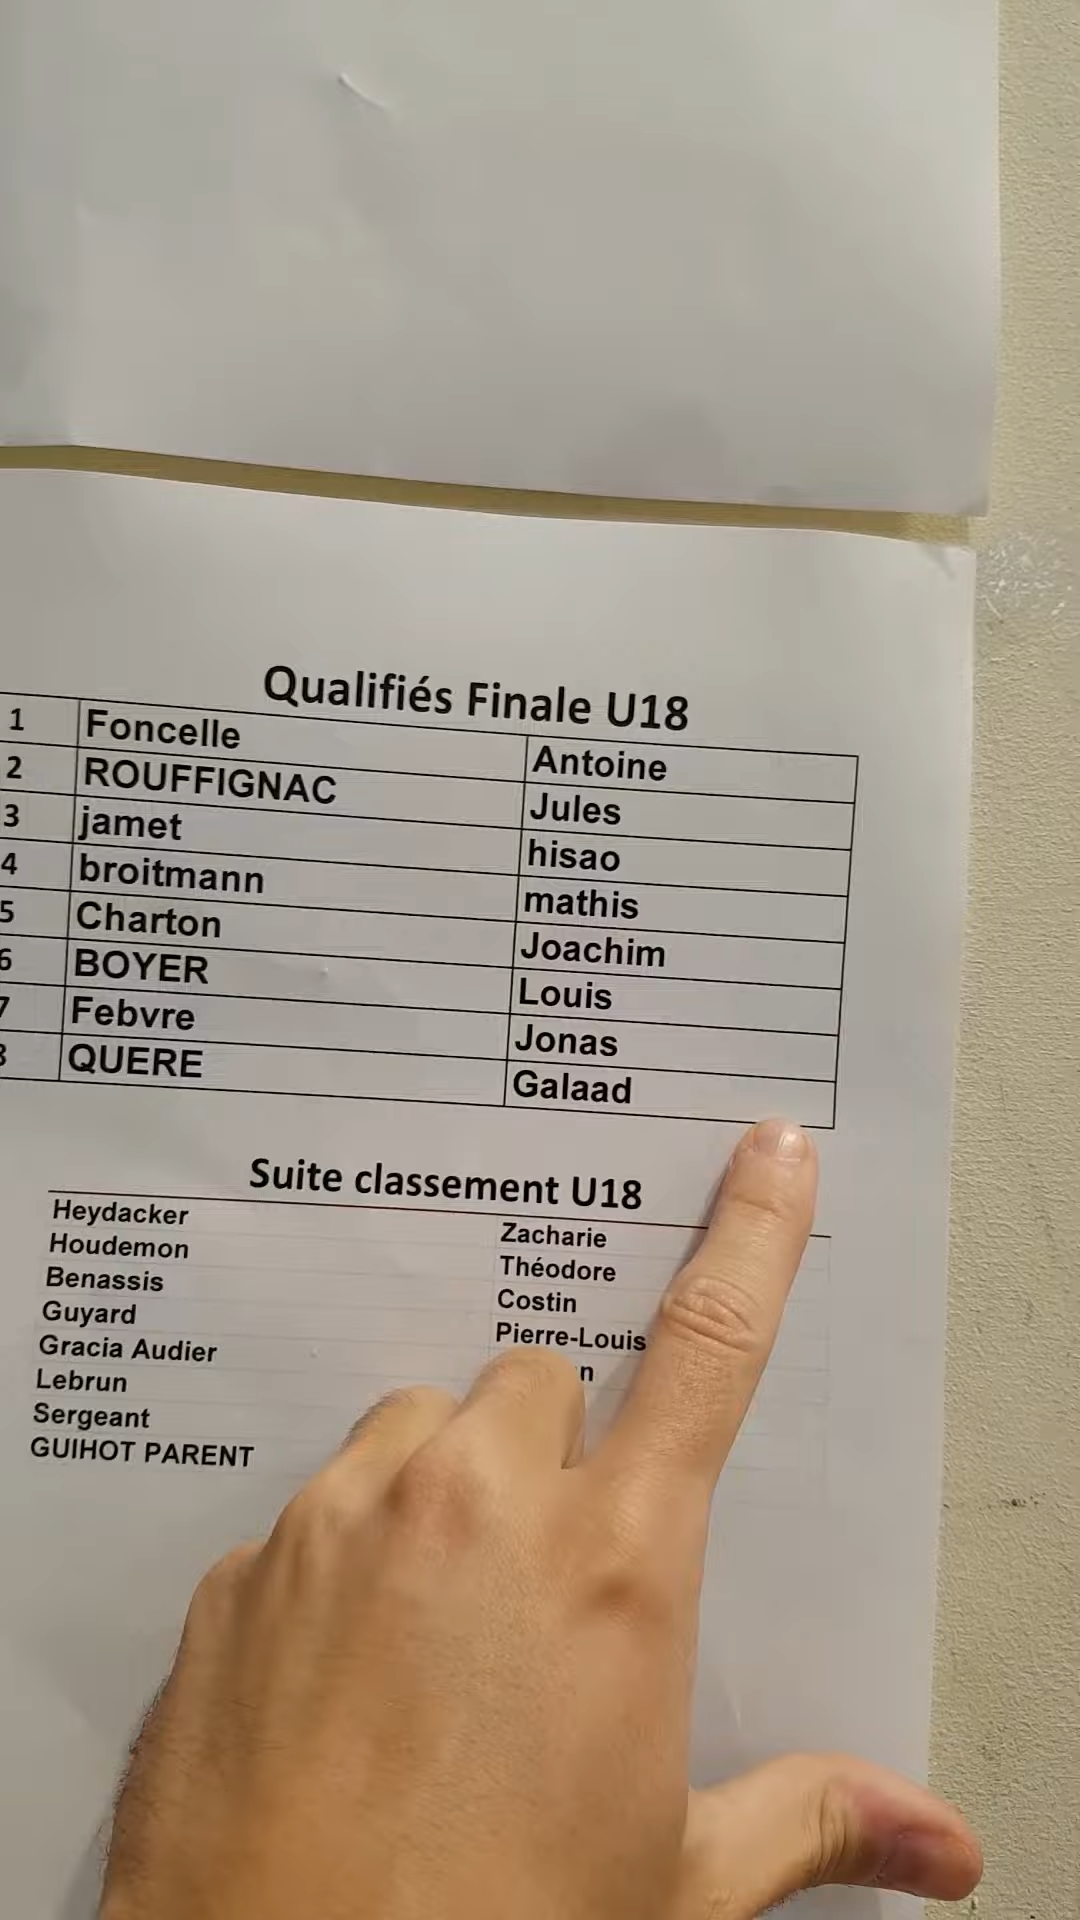 Qualifiés Finale U18
1 Foncelle Antoine
2 ROUFFIGNAC Jules
3 jamet hisao
4 broitmann mathis
5 Charton Joachim
6 BOYER Louis
7 Febvre Jonas
8 QUERE Galaad
Suite classement U18
Heydacker Zacharie
Houdemon Théodore
Benassis Costin
Guyard Pierre-Louis
Gracia Audier
Lebrun
Sergeant
GUIHOT PARENT